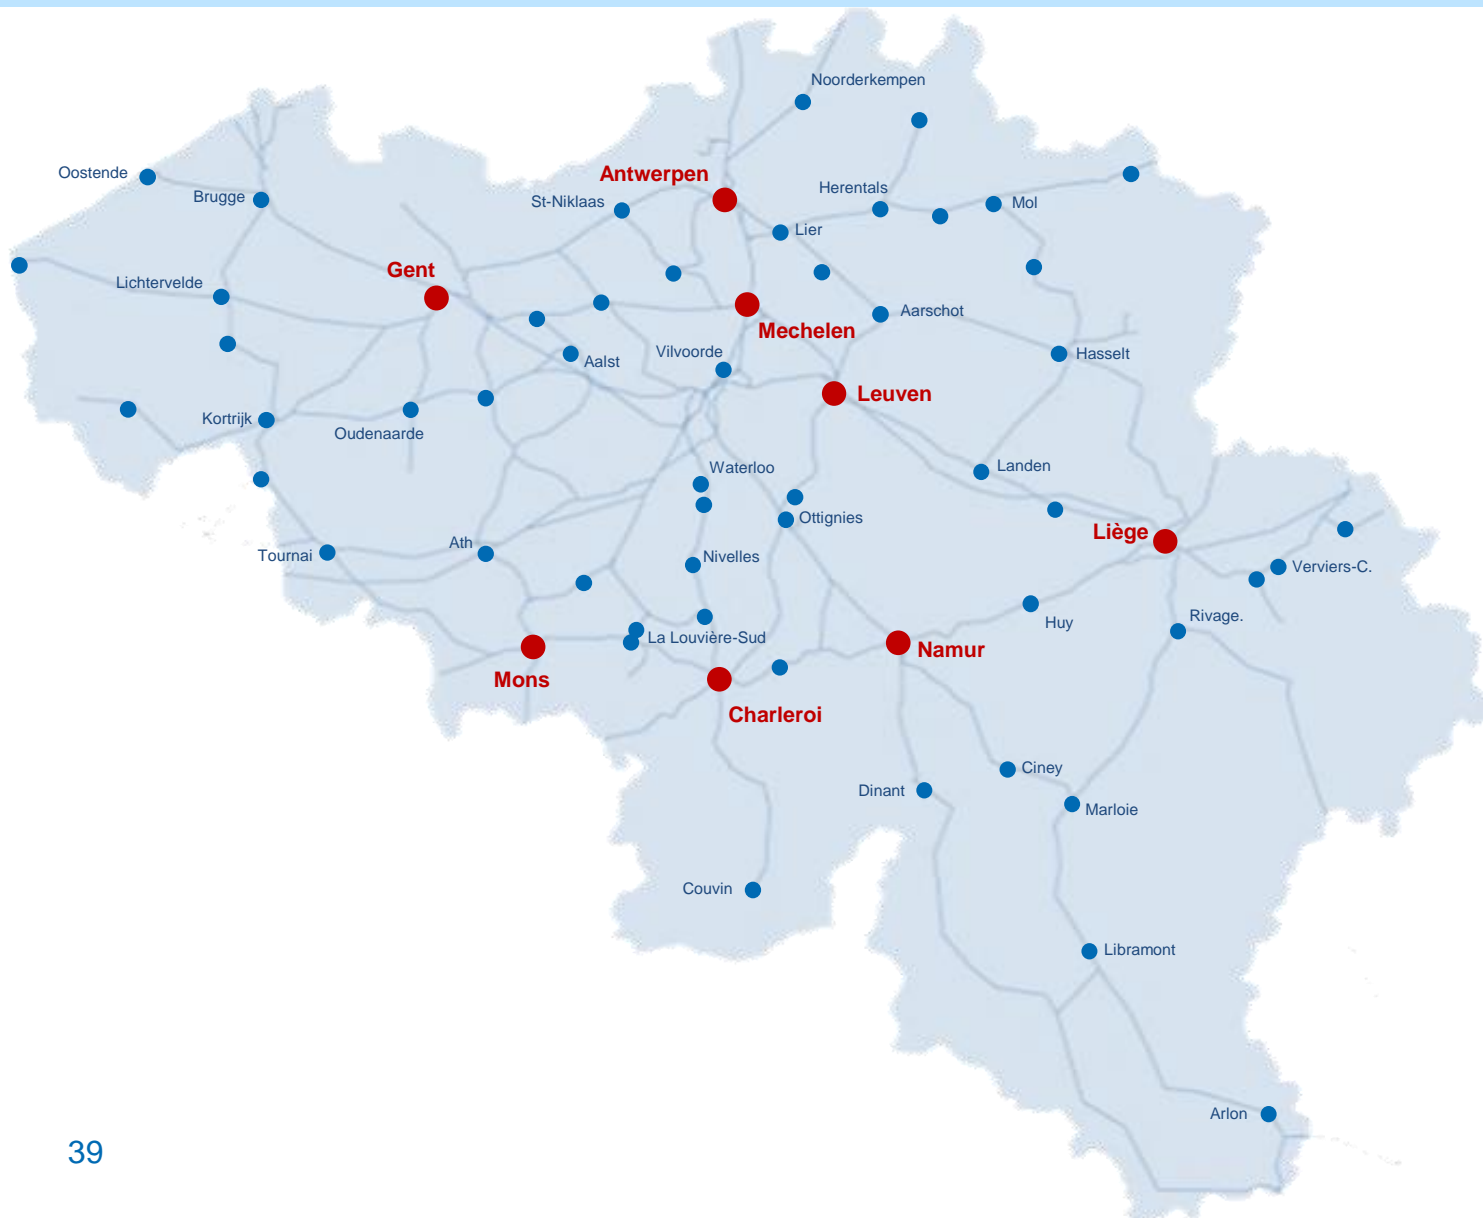 Noorderkempen
Oostende
Antwerpen
Herentals
Brugge
St-Niklaas
Mol
Lier
Gent
Lichtervelde
Aarschot
Mechelen
Vilvoorde
Hasselt
Aalst
Leuven
Kortrijk
Oudenaarde
Waterloo
Landen
Ottignies
Liège
Ath
Tournai
Nivelles
Verviers-C.
Rivage.
Huy
La Louvière-Sud
Namur
Mons
Charleroi
Ciney
Dinant
Marloie
Couvin
Libramont
Arlon
39